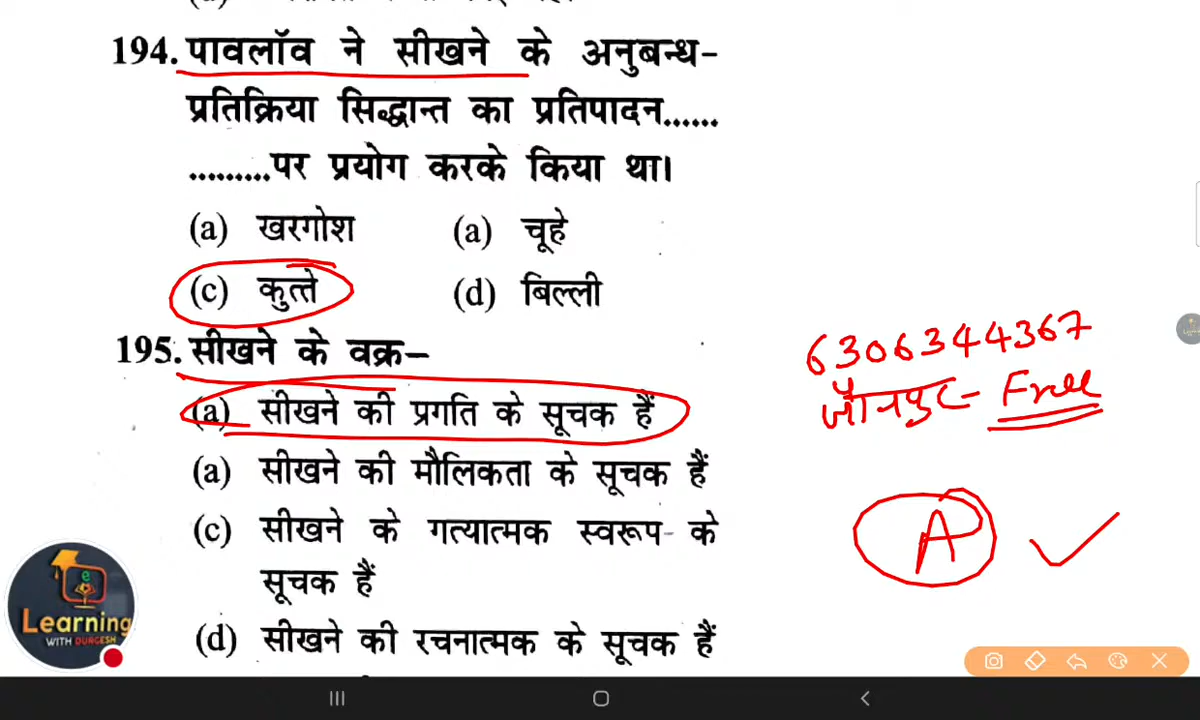 194. पावलॉव ने सीखने के अनुबन्ध-
प्रतिक्रिया सिद्धान्त का प्रतिपादन......
.........पर प्रयोग करके किया था।
(a) खरगोश (a) चूहे
(c) कुत्ते (d) बिल्ली
195. सीखने के वक्र–
(a) सीखने की प्रगति के सूचक हैं
(a) सीखने की मौलिकता के सूचक हैं
(c) सीखने के गत्यात्मक स्वरूप के
सूचक हैं
(d) सीखने की रचनात्मक के सूचक हैं
6306344367
जौनपुर- Free
A
e
Learning
WITH DURGESH